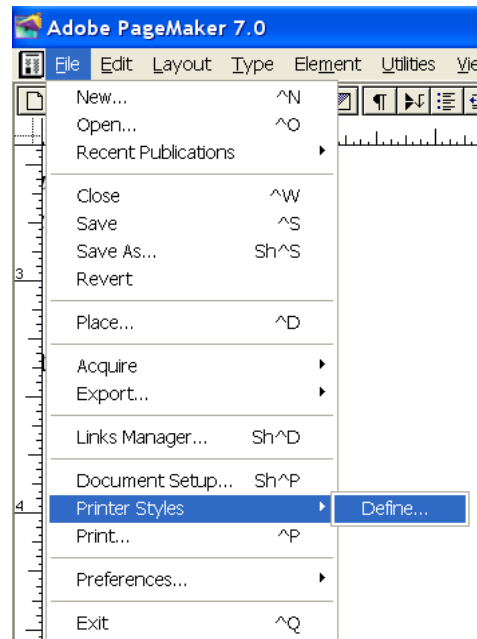 Adobe PageMaker 7.0
File Edit Layout Type Element Utilities Vie
New... ^N
Open... ^O
Recent Publications
Close ^W
Save ^S
Save As... Sh^S
Revert
Place... ^D
Acquire
Export...
Links Manager... Sh^D
Document Setup... Sh^P
Printer Styles Define...
Print... ^P
Preferences...
Exit ^Q
3
4